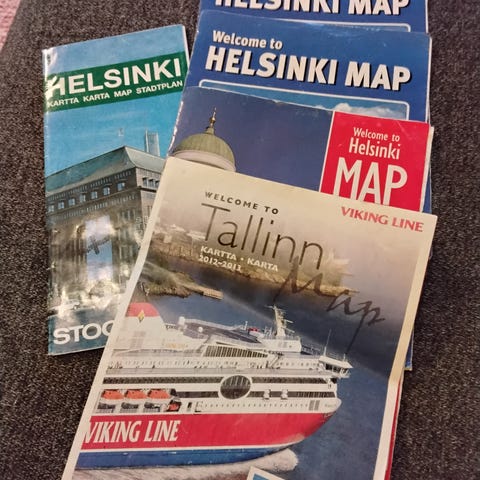 HELSINKI MAP
Welcome to
HELSINKI MAP
HELSINKI
KARTTA KARTA MAP STADTPLAN
STOC
Welcome to
Helsinki
MAP
VIKING LINE
WELCOME TO
Tallinn
Map
KARTTA • KARTA
2012-2013
VIKING LINE